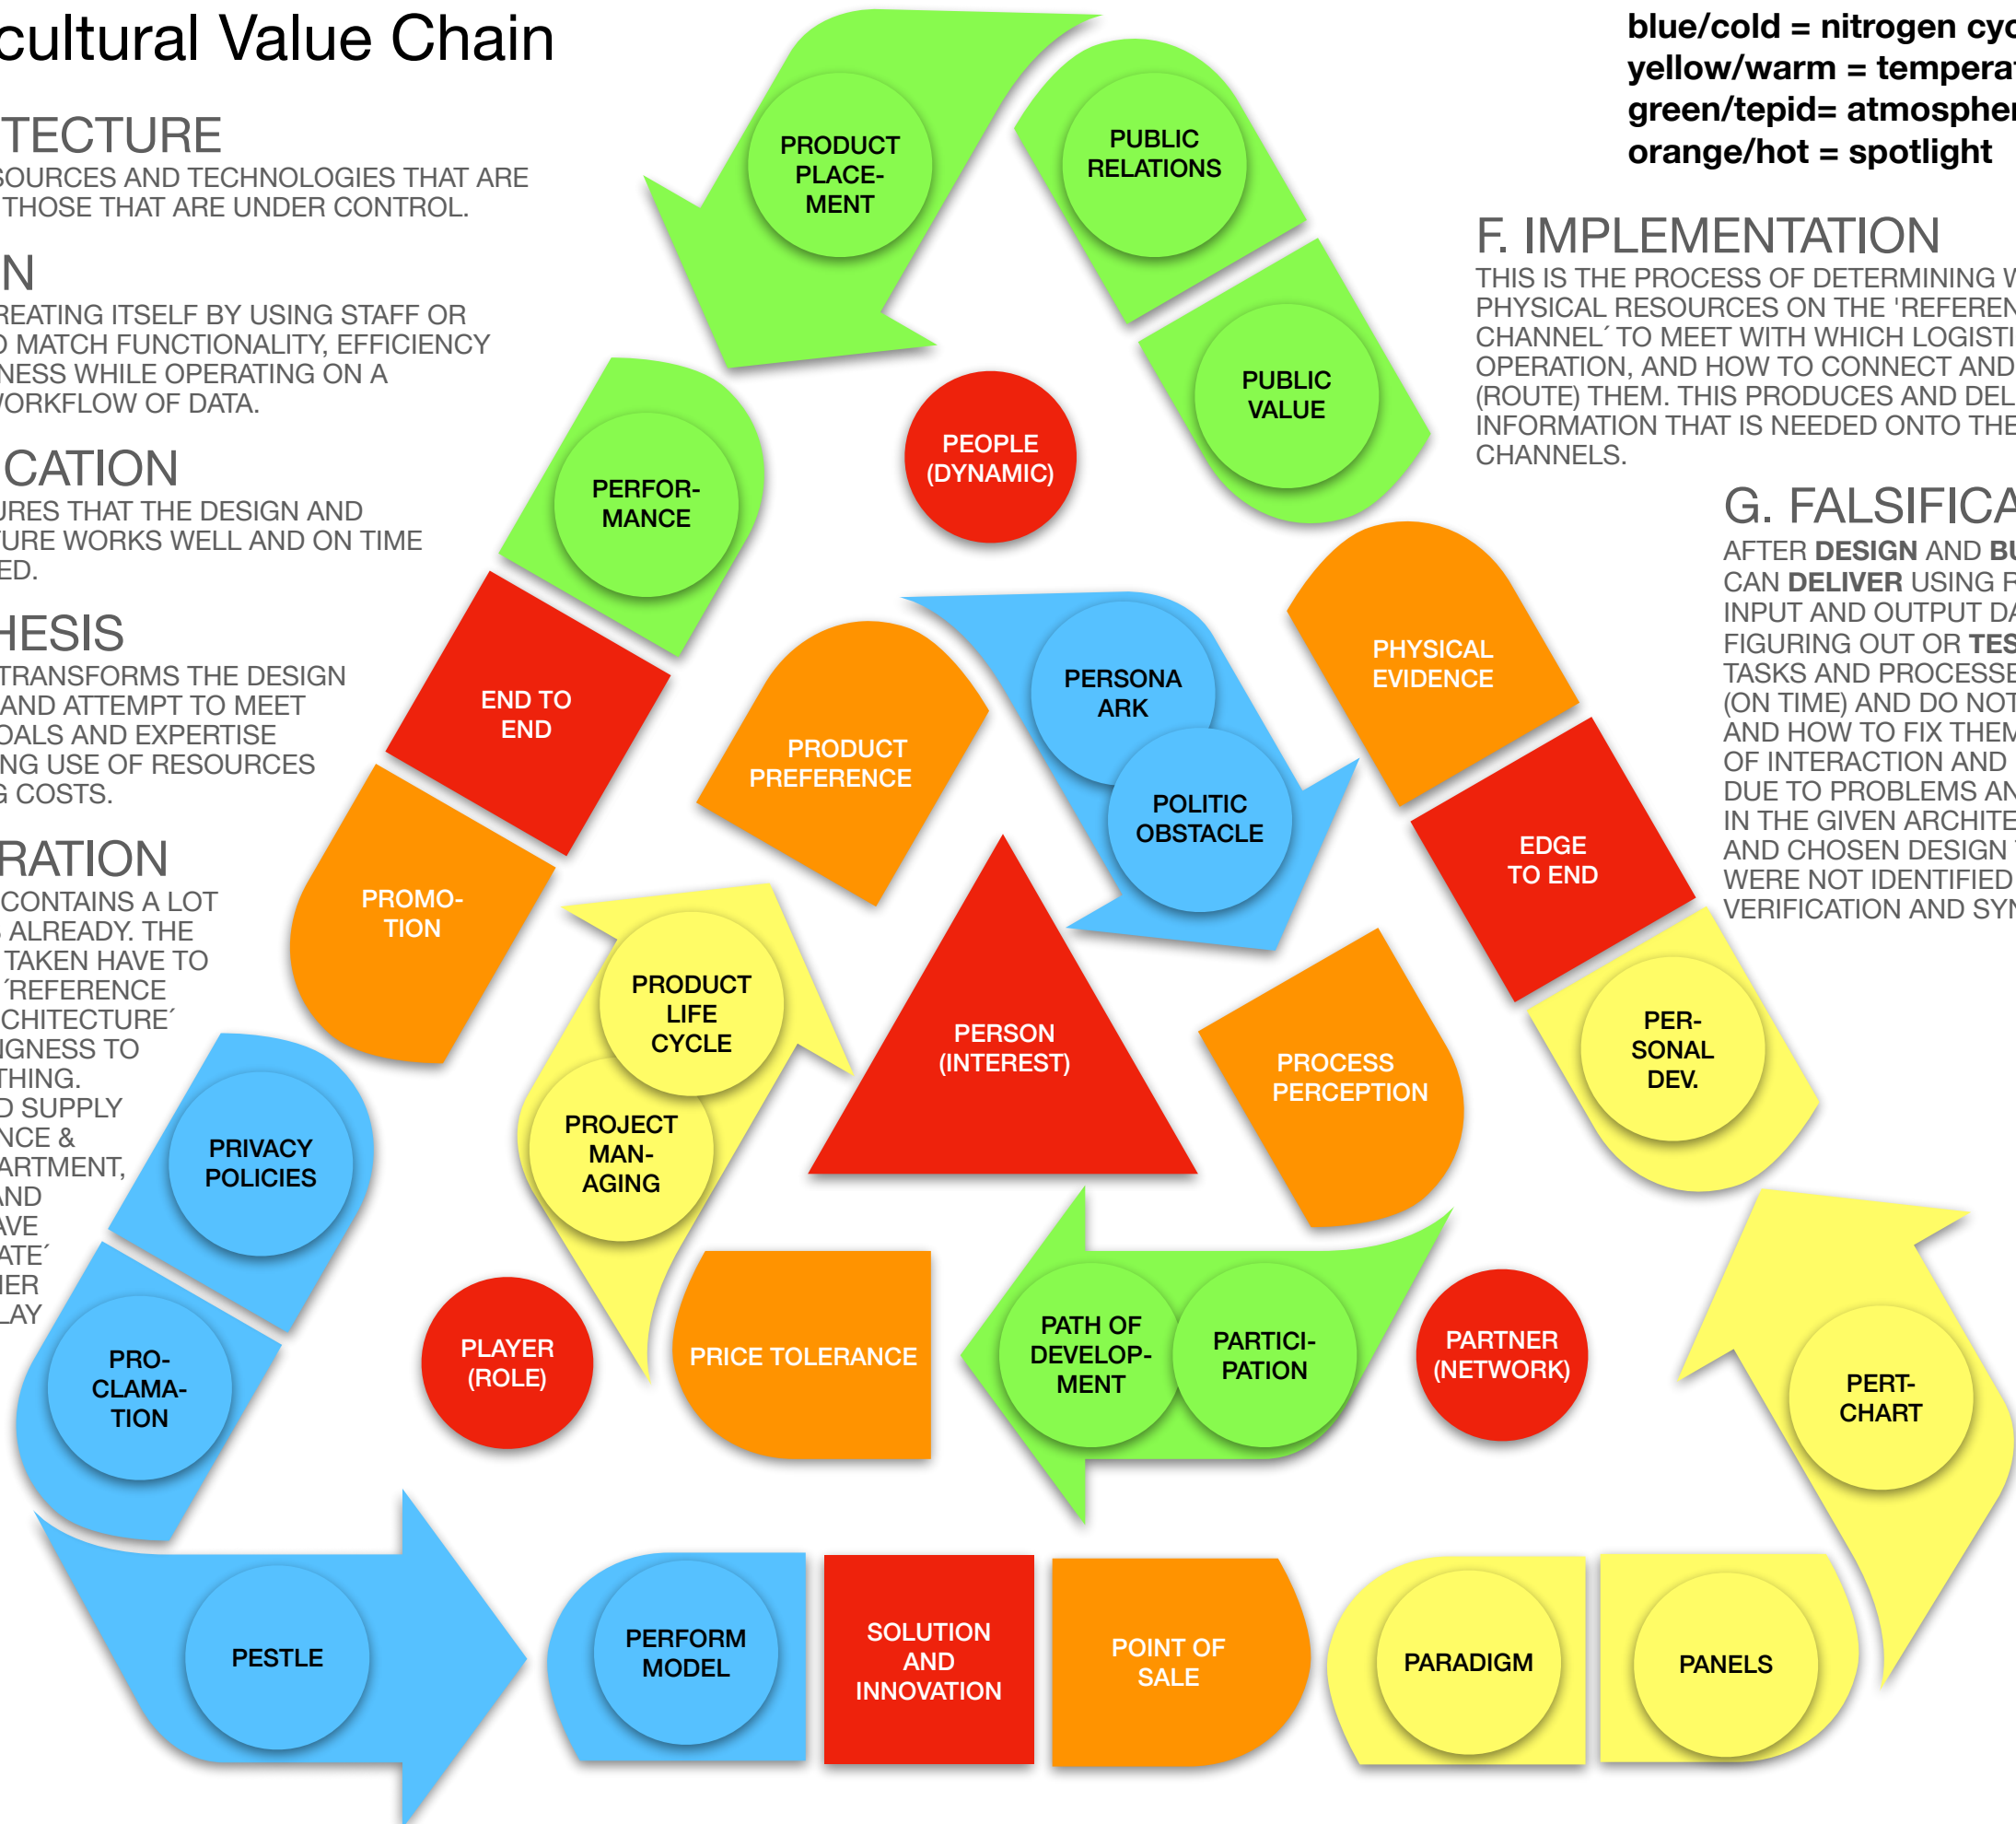 cultural Value Chain
TECTURE
SOURCES AND TECHNOLOGIES THAT ARE
THOSE THAT ARE UNDER CONTROL.
N
REATING ITSELF BY USING STAFF OR
O MATCH FUNCTIONALITY, EFFICIENCY
NESS WHILE OPERATING ON A
WORKFLOW OF DATA.
CATION
URES THAT THE DESIGN AND
TURE WORKS WELL AND ON TIME
ED.
HESIS
TRANSFORMS THE DESIGN
AND ATTEMPT TO MEET
OALS AND EXPERTISE
NG USE OF RESOURCES
G COSTS.
RATION
CONTAINS A LOT
S ALREADY. THE
TAKEN HAVE TO
´REFERENCE
CHITECTURE´
NGNESS TO
THING.
D SUPPLY
NCE &
ARTMENT,
AND
AVE
ATE´
HER
LAY
blue/cold = nitrogen cyc
yellow/warm = tempera
green/tepid= atmospher
orange/hot = spotlight
F. IMPLEMENTATION
THIS IS THE PROCESS OF DETERMINING W
PHYSICAL RESOURCES ON THE 'REFEREN
CHANNEL´ TO MEET WITH WHICH LOGISTI
OPERATION, AND HOW TO CONNECT AND
(ROUTE) THEM. THIS PRODUCES AND DEL
INFORMATION THAT IS NEEDED ONTO THE
CHANNELS.
G. FALSIFICA
AFTER DESIGN AND BU
CAN DELIVER USING R
INPUT AND OUTPUT DA
FIGURING OUT OR TES
TASKS AND PROCESSE
(ON TIME) AND DO NOT
AND HOW TO FIX THEM
OF INTERACTION AND
DUE TO PROBLEMS AN
IN THE GIVEN ARCHITE
AND CHOSEN DESIGN T
WERE NOT IDENTIFIED
VERIFICATION AND SYN
PRODUCT
PLACE-
MENT
PUBLIC
RELATIONS
PUBLIC
VALUE
PEOPLE
(DYNAMIC)
PERFOR-
MANCE
END TO
END
PROMO-
TION
PRODUCT
PREFERENCE
PERSONA
ARK
POLITIC
OBSTACLE
PHYSICAL
EVIDENCE
EDGE
TO END
PER-
SONAL
DEV.
PRODUCT
LIFE
CYCLE
PROJECT
MAN-
AGING
PERSON
(INTEREST)
PROCESS
PERCEPTION
PRIVACY
POLICIES
PRO-
CLAMA-
TION
PLAYER
(ROLE)
PRICE TOLERANCE
PATH OF
DEVELOP-
MENT
PARTICI-
PATION
PARTNER
(NETWORK)
PERT-
CHART
PESTLE
PERFORM
MODEL
SOLUTION
AND
INNOVATION
POINT OF
SALE
PARADIGM
PANELS